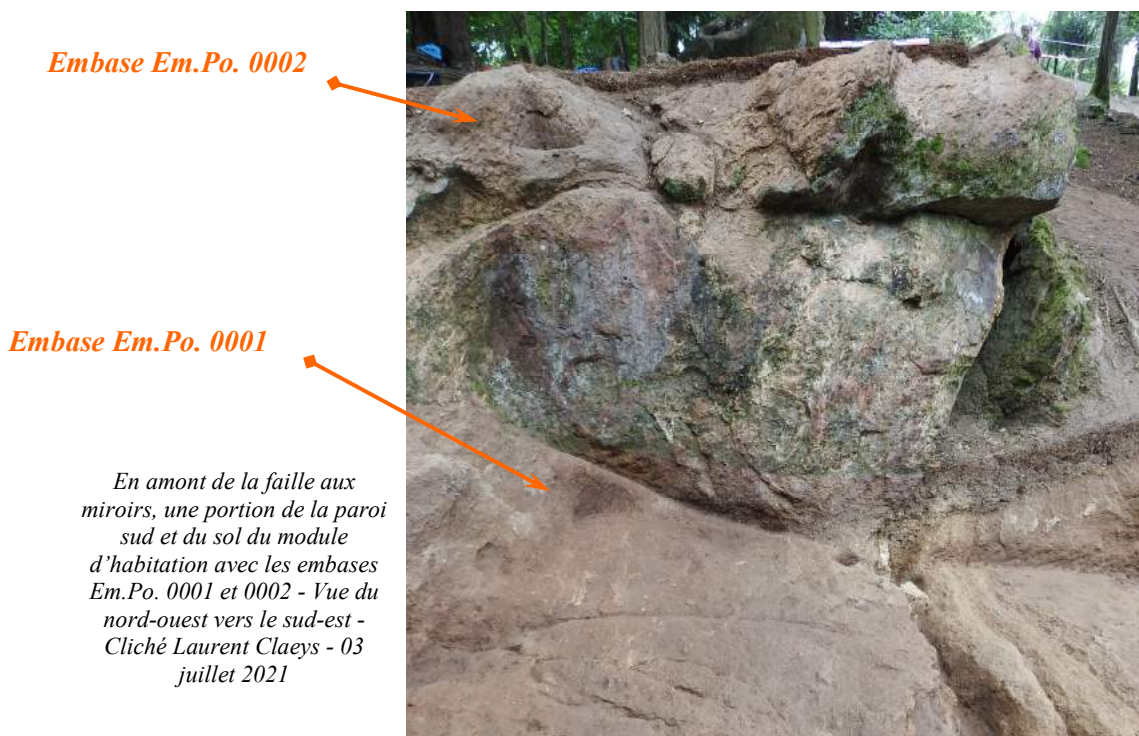 Embase Em.Po. 0002
Embase Em.Po. 0001
En amont de la faille aux
miroirs, une portion de la paroi
sud et du sol du module
d'habitation avec les embases
Em.Po. 0001 et 0002 - Vue du
nord-ouest vers le sud-est -
Cliché Laurent Claeys - 03
juillet 2021